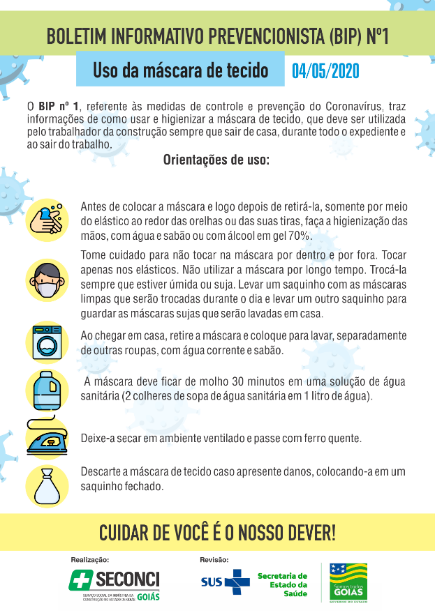 BOLETIM INFORMATIVO PREVENCIONISTA (BIP) Nº1
Uso da máscara de tecido 04/05/2020
O BIP nº 1, referente às medidas de controle e prevenção do Coronavírus, traz
informações de como usar e higienizar a máscara de tecido, que deve ser utilizada
pelo trabalhador da construção sempre que sair de casa, durante todo o expediente e
ao sair do trabalho.
Orientações de uso:
Antes de colocar a máscara e logo depois de retirá-la, somente por meio
do elástico ao redor das orelhas ou das suas tiras, faça a higienização das
mãos, com água e sabão ou com álcool em gel 70%.
Tome cuidado para não tocar na máscara por dentro e por fora. Tocar
apenas nos elásticos. Não utilizar a máscara por longo tempo. Trocá-la
sempre que estiver úmida ou suja. Levar um saquinho com as máscaras
limpas que serão trocadas durante o dia e levar um outro saquinho para
guardar as máscaras sujas que serão lavadas em casa.
Ao chegar em casa, retire a máscara e coloque para lavar, separadamente
de outras roupas, com água corrente e sabão.
A máscara deve ficar de molho 30 minutos em uma solução de água
sanitária (2 colheres de sopa de água sanitária em 1 litro de água).
Deixe-a secar em ambiente ventilado e passe com ferro quente.
Descarte a máscara de tecido caso apresente danos, colocando-a em um
saquinho fechado.
CUIDAR DE VOCÊ É O NOSSO DEVER!
Realização:
SECONCI
GOIÁS
Revisão:
SUS
Secretaria de
Estado da
Saúde
GOIÁS